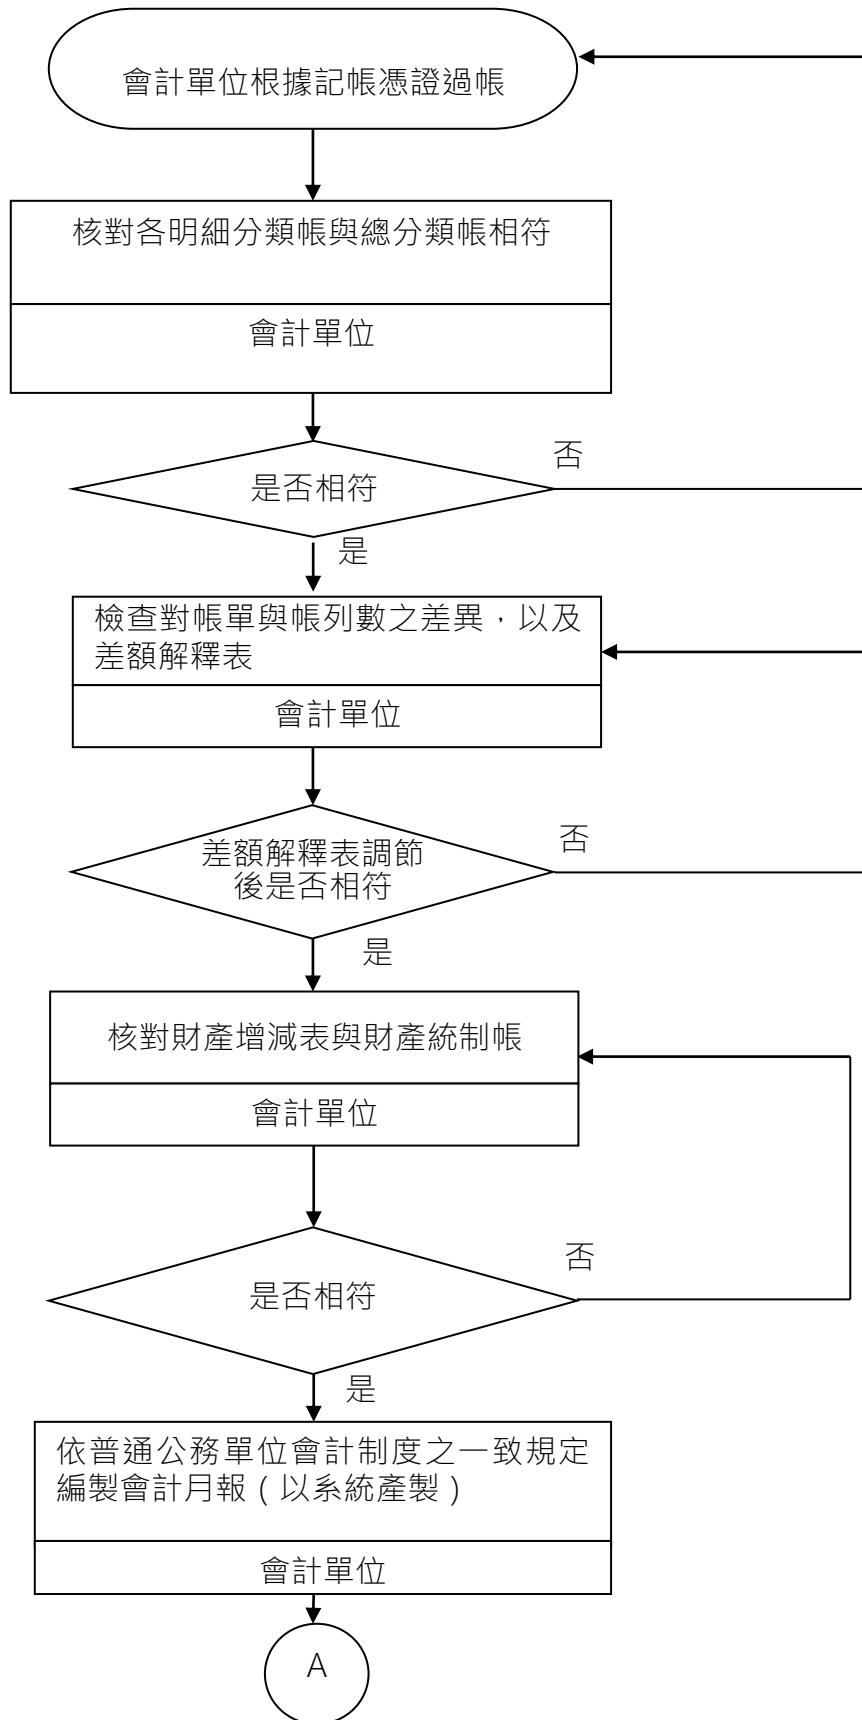 會計單位根據記帳憑證過帳
核對各明細分類帳與總分類帳相符
會計單位
否
是否相符
是
檢查對帳單與帳列數之差異，以及
差額解釋表
會計單位
否
差額解釋表調節
後是否相符
是
核對財產增減表與財產統制帳
會計單位
否
是否相符
是
依普通公務單位會計制度之一致規定
編製會計月報（以系統產製）
會計單位
A